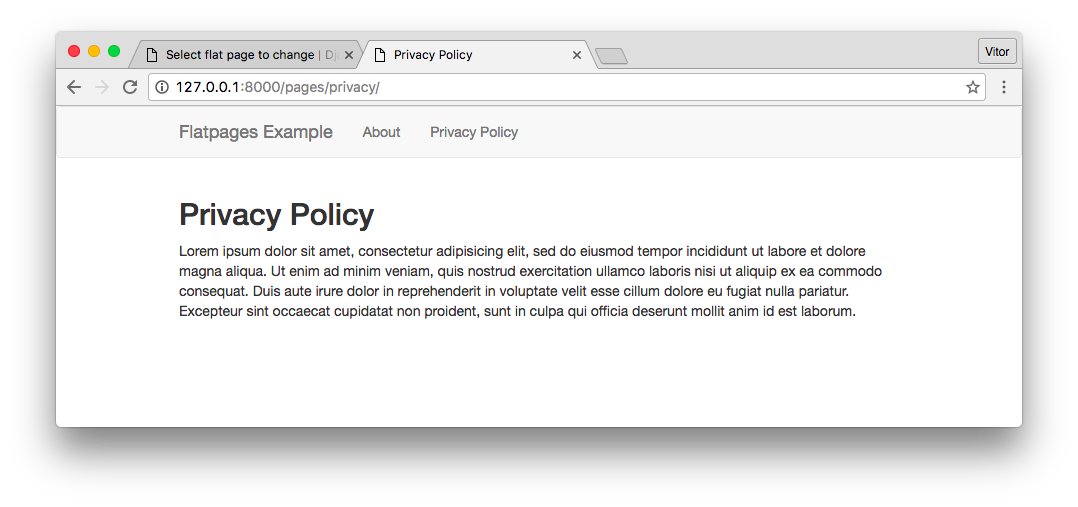 Select flat page to change | Dj
Privacy Policy
Vitor
127.0.0.1:8000/pages/privacy/
Flatpages Example About Privacy Policy
Privacy Policy
Lorem ipsum dolor sit amet, consectetur adipisicing elit, sed do eiusmod tempor incididunt ut labore et dolore
magna aliqua. Ut enim ad minim veniam, quis nostrud exercitation ullamco laboris nisi ut aliquip ex ea commodo
consequat. Duis aute irure dolor in reprehenderit in voluptate velit esse cillum dolore eu fugiat nulla pariatur.
Excepteur sint occaecat cupidatat non proident, sunt in culpa qui officia deserunt mollit anim id est laborum.